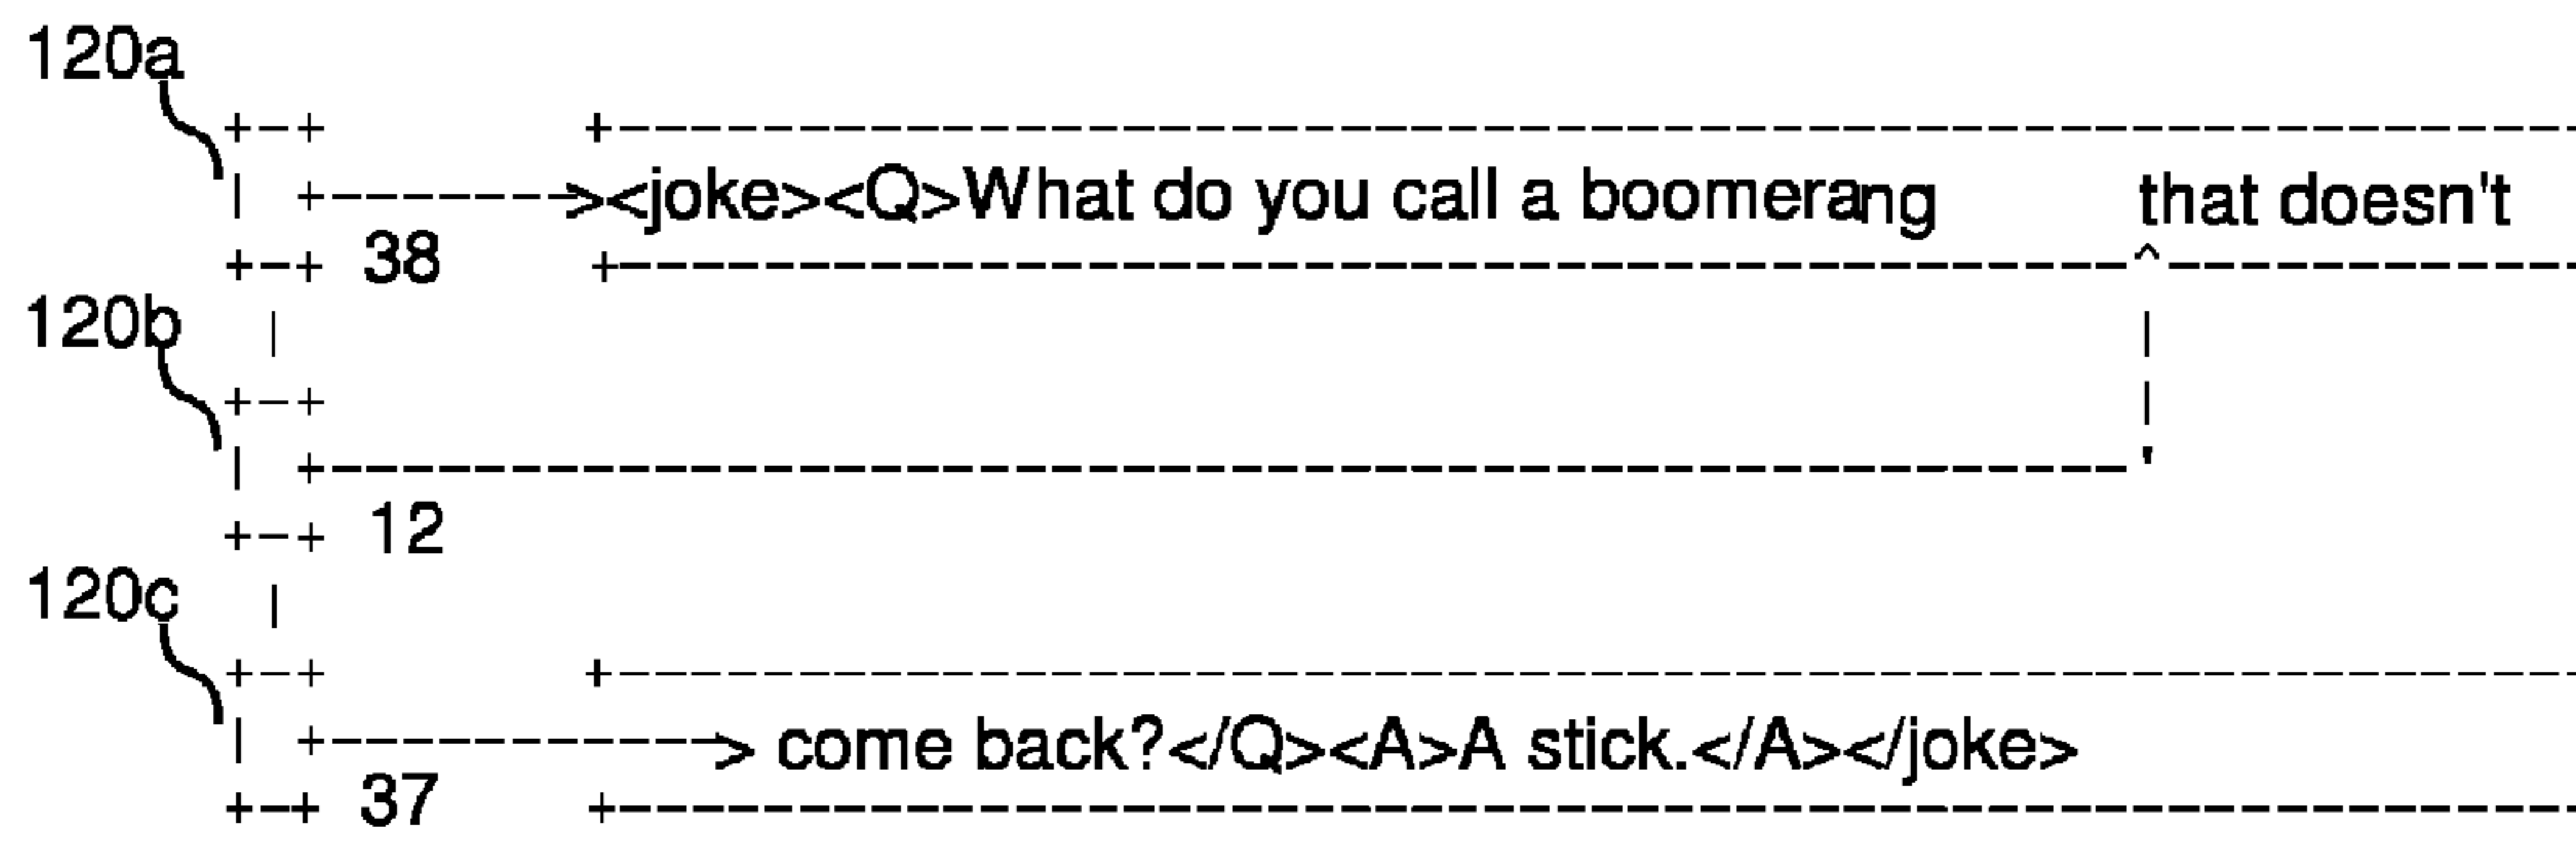 120a
><joke><Q>What do you call a boomerang that doesn't
38
120b
12
120c
> come back?</Q><A>A stick.</A></joke>
37